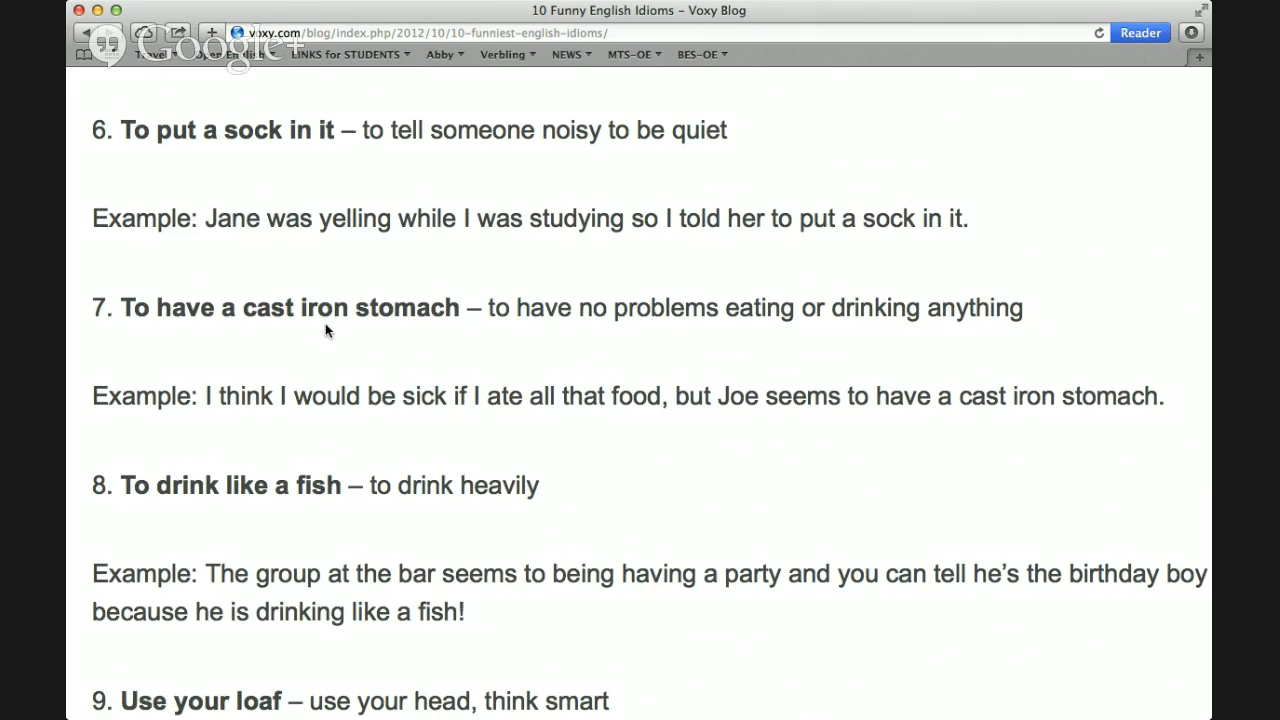 10 Funny English Idioms – Voxy Blog
voxy.com/blog/index.php/2012/10/10-funniest-english-idioms/
Reader
Google+
Travel Open English LINKS for STUDENTS Abby Verbling NEWS MTS-OE BES-OE
6. To put a sock in it – to tell someone noisy to be quiet
Example: Jane was yelling while I was studying so I told her to put a sock in it.
7. To have a cast iron stomach – to have no problems eating or drinking anything
Example: I think I would be sick if I ate all that food, but Joe seems to have a cast iron stomach.
8. To drink like a fish – to drink heavily
Example: The group at the bar seems to being having a party and you can tell he's the birthday boy
because he is drinking like a fish!
9. Use your loaf – use your head, think smart